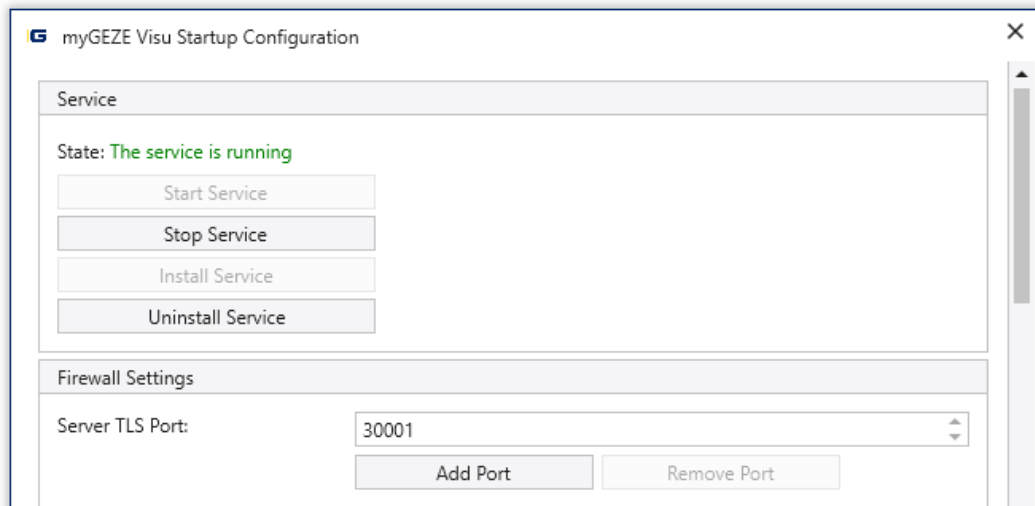 G myGEZE Visu Startup Configuration
Service
State: The service is running
Start Service
Stop Service
Install Service
Uninstall Service
Firewall Settings
Server TLS Port: 30001
Add Port Remove Port